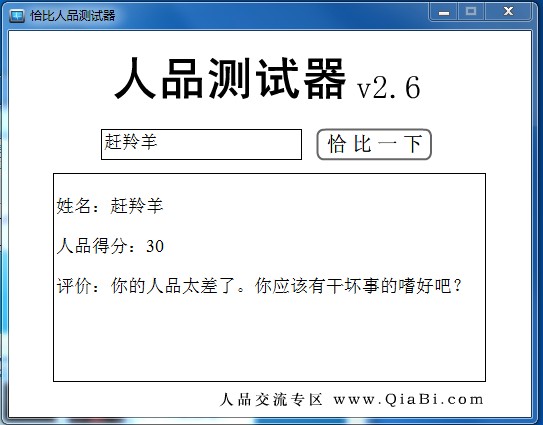 恰比人品测试器
人品测试器 v2.6
赶羚羊
恰比一下
姓名：赶羚羊
人品得分：30
评价：你的人品太差了。你应该有干坏事的嗜好吧？
人品交流专区 www.QiaBi.com